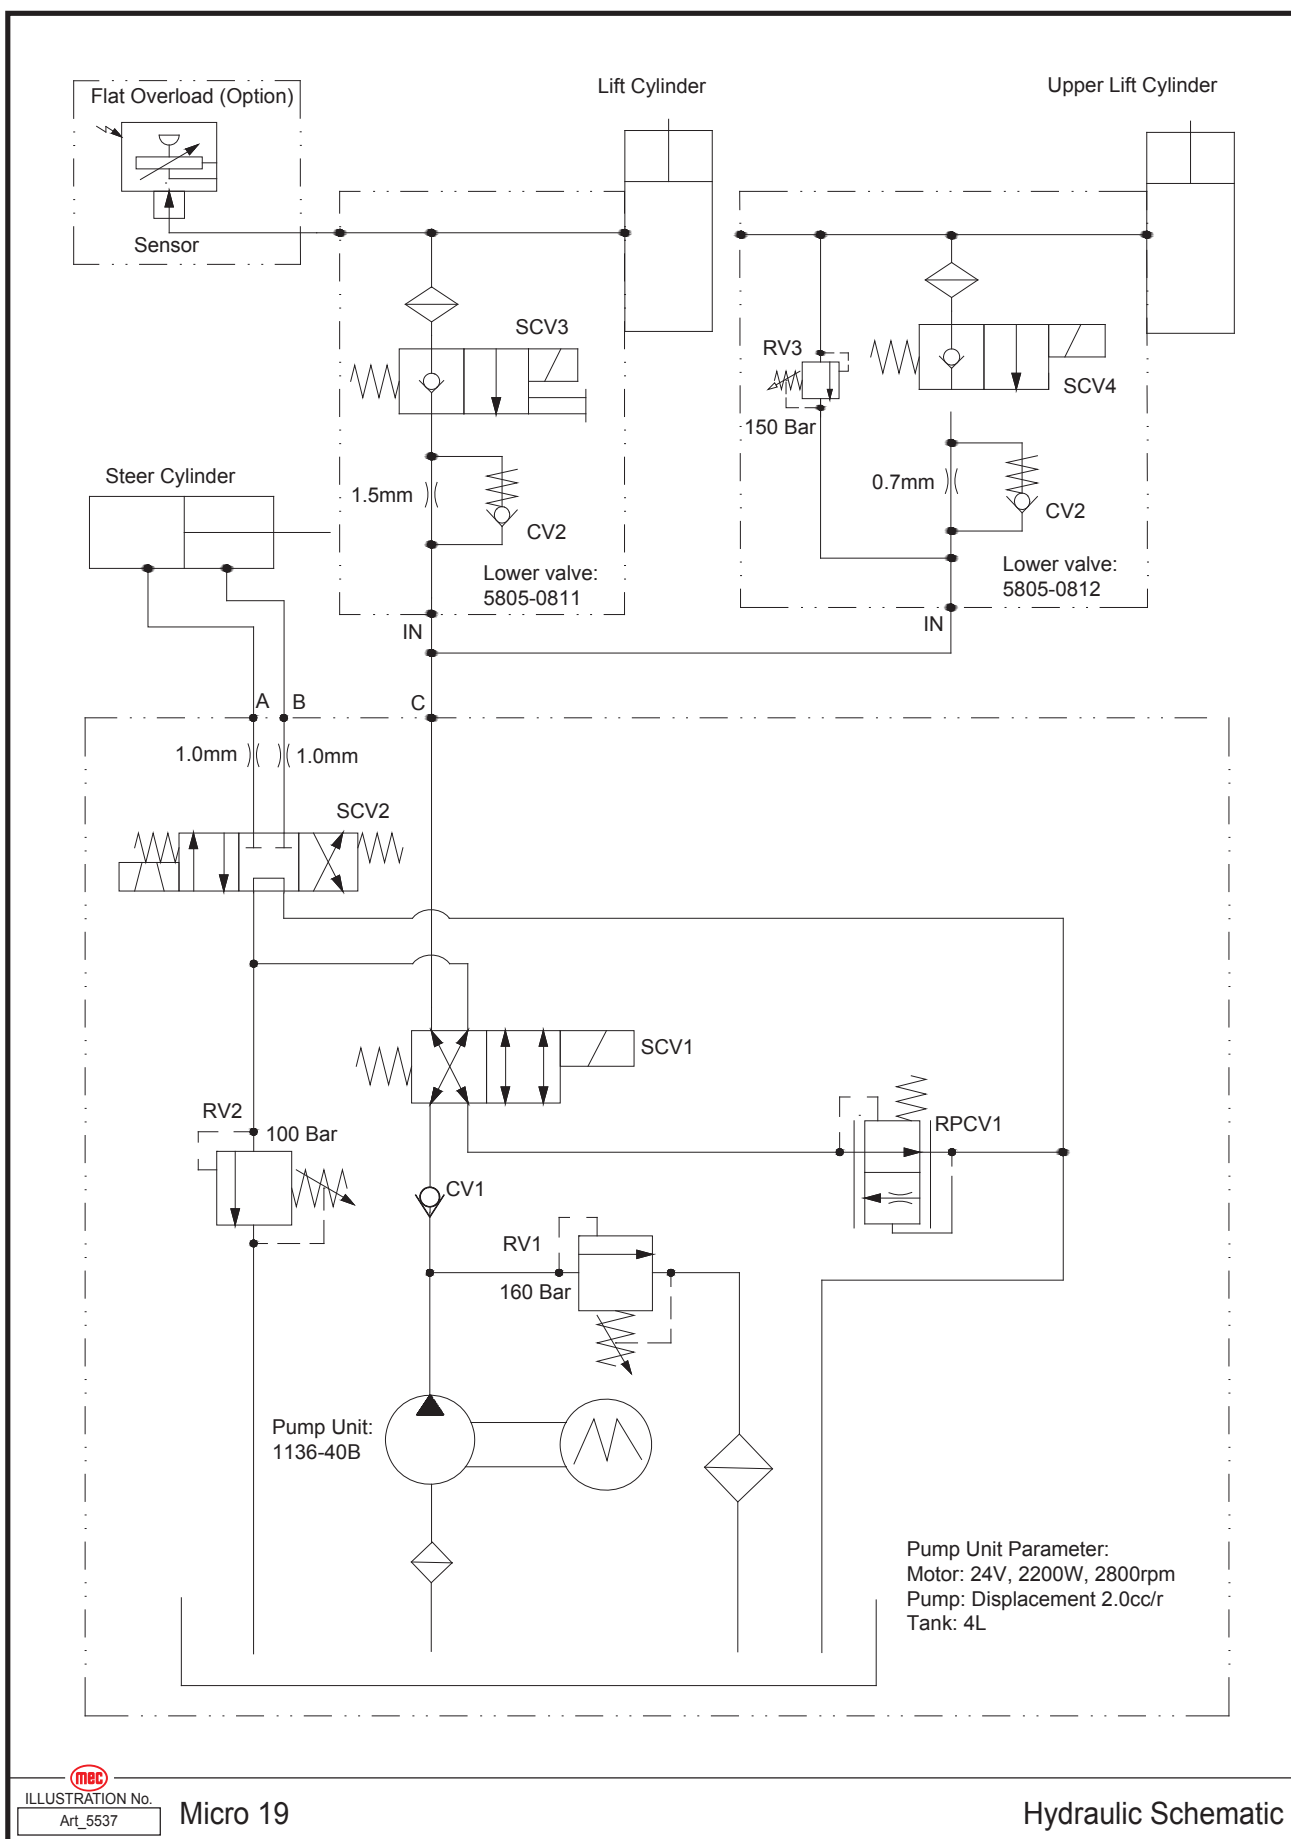 Lift Cylinder
Upper Lift Cylinder
Flat Overload (Option)
Sensor
SCV3
RV3
SCV4
150 Bar
Steer Cylinder
1.5mm
0.7mm
CV2
CV2
Lower valve:
5805-0811
Lower valve:
5805-0812
IN
IN
A
B
C
1.0mm
1.0mm
SCV2
SCV1
RV2
100 Bar
RPCV1
CV1
RV1
160 Bar
Pump Unit:
1136-40B
Pump Unit Parameter:
Motor: 24V, 2200W, 2800rpm
Pump: Displacement 2.0cc/r
Tank: 4L
mec
ILLUSTRATION No.
Art_5537
Micro 19
Hydraulic Schematic